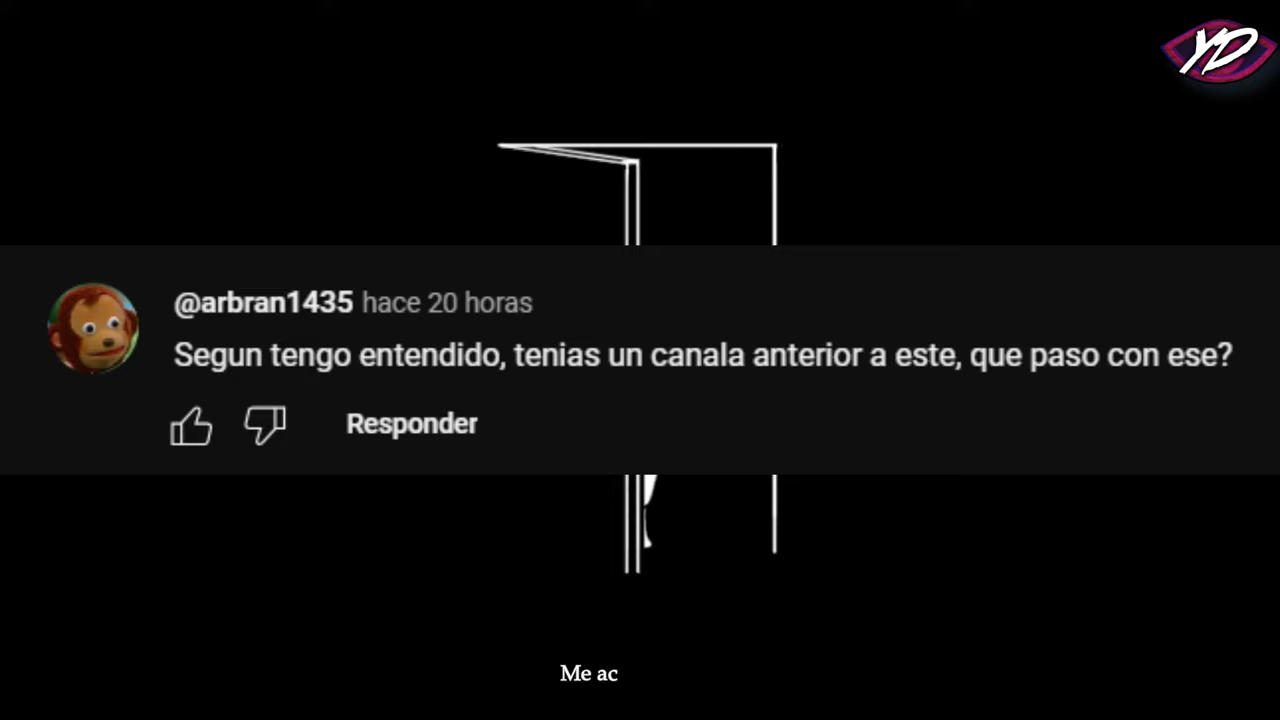 YD
@arbran1435 hace 20 horas
Segun tengo entendido, tenias un canala anterior a este, que paso con ese?
Responder
Me ac